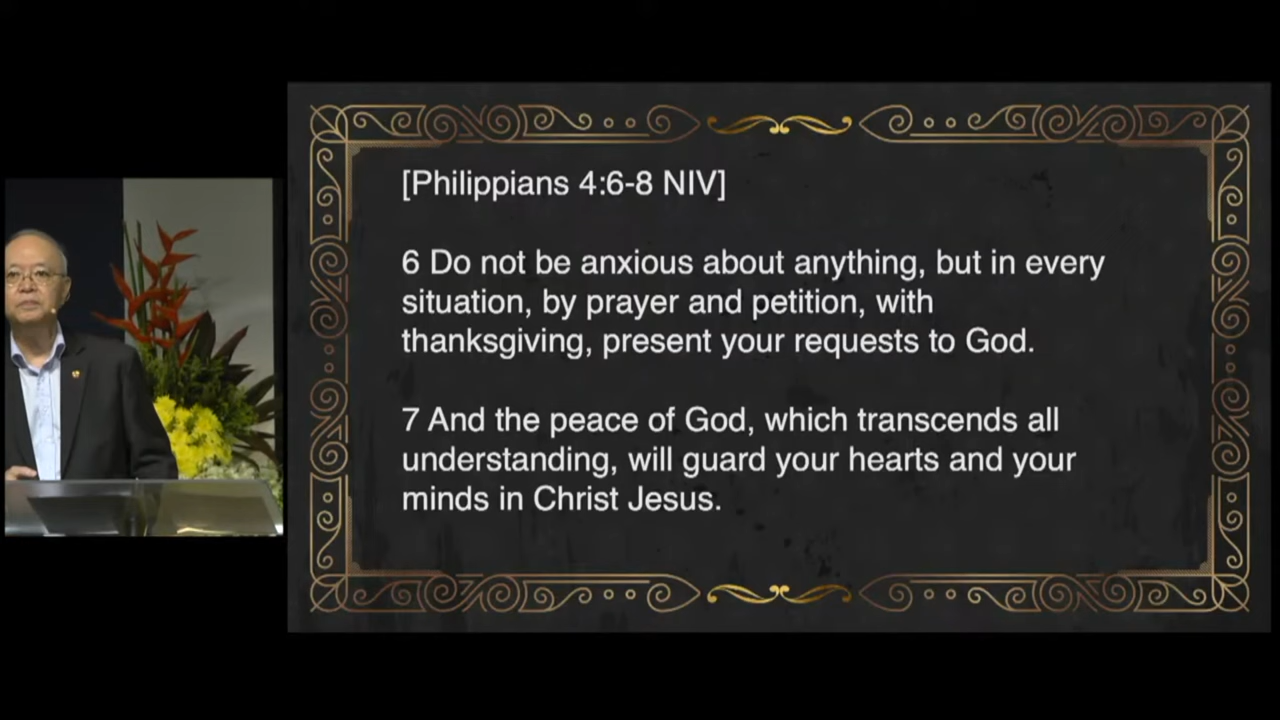 [Philippians 4:6-8 NIV]
6 Do not be anxious about anything, but in every
situation, by prayer and petition, with
thanksgiving, present your requests to God.
7 And the peace of God, which transcends all
understanding, will guard your hearts and your
minds in Christ Jesus.